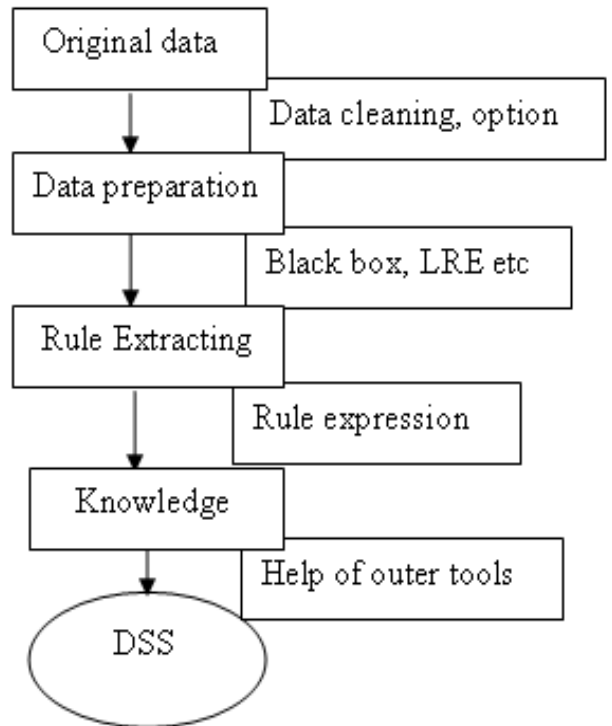 Original data
Data cleaning, option
Data preparation
Black box, LRE etc
Rule Extracting
Rule expression
Knowledge
Help of outer tools
DSS